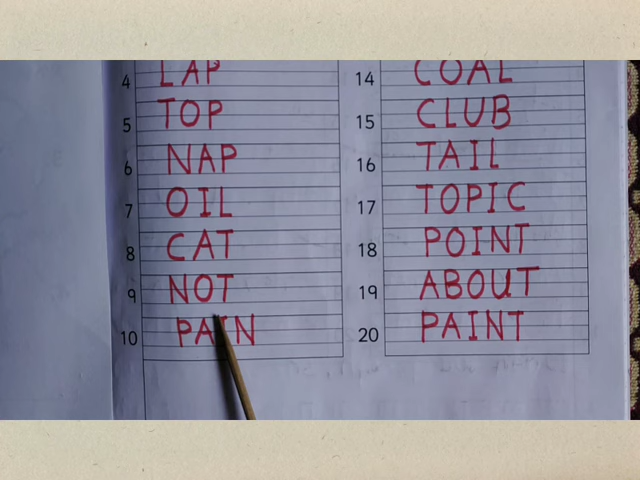 4 LAP
5 TOP
6 NAP
7 OIL
8 CAT
9 NOT
10 PAIN
14 COAL
15 CLUB
16 TAIL
17 TOPIC
18 POINT
19 ABOUT
20 PAINT